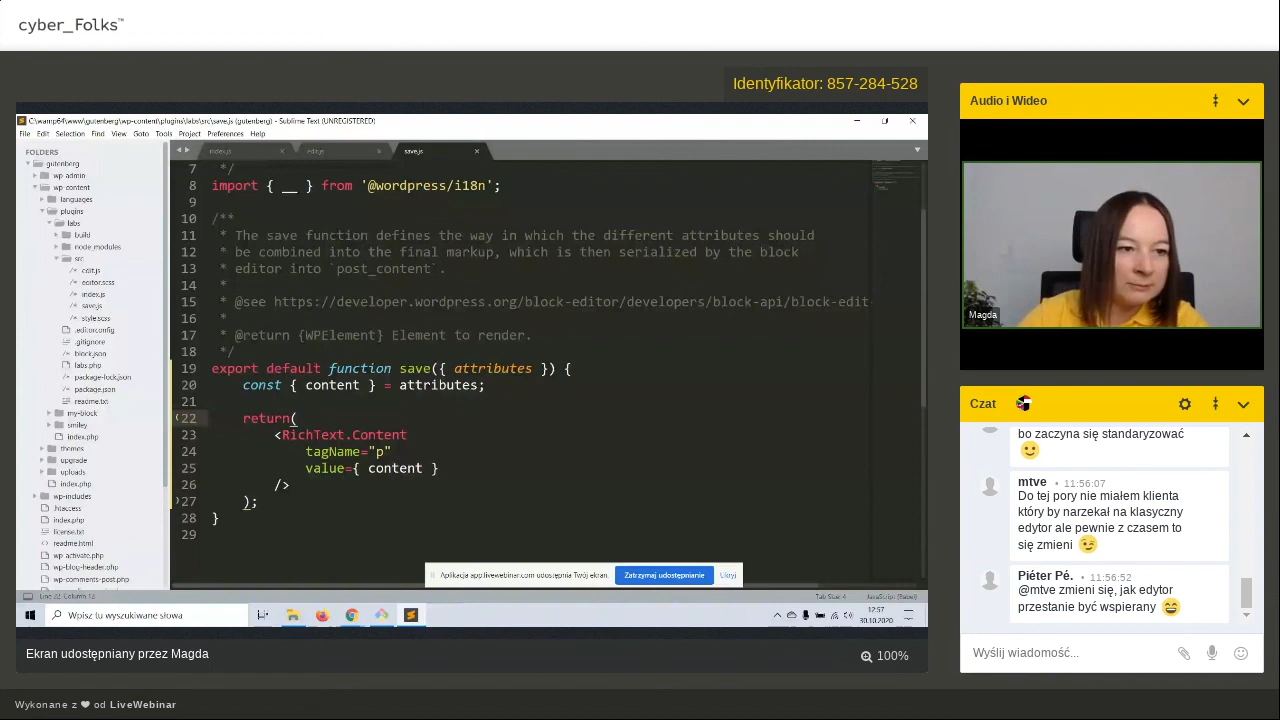 cyber_Folks™
Identyfikator: 857-284-528
C:\wamp64\www\gutenberg\wp-content\plugins\labs\src\save.js (gutenberg) - Sublime Text (UNREGISTERED)
File Edit Selection Find View Goto Tools Project Preferences Help
FOLDERS
gutenberg
wp-admin
wp-content
languages
plugins
labs
build
node_modules
src
edit.js
editor.scss
index.js
save.js
style.scss
.editorconfig
.gitignore
block.json
labs.php
package-lock.json
package.json
readme.txt
my-block
smiley
index.php
themes
upgrade
uploads
index.php
wp-includes
.htaccess
index.php
license.txt
readme.html
wp-activate.php
wp-blog-header.php
wp-comments-post.php
index.js
edit.js
save.js
7 */
8 import { __ } from '@wordpress/i18n';
9
10 /**
11 * The save function defines the way in which the different attributes should
12 * be combined into the final markup, which is then serialized by the block
13 * editor into `post_content`.
14 *
15 * @see https://developer.wordpress.org/block-editor/developers/block-api/block-edit-
16 *
17 * @return {WPElement} Element to render.
18 */
19 export default function save({ attributes }) {
20 const { content } = attributes;
21
22 return(
23 <RichText.Content
24 tagName="p"
25 value={ content }
26 />
27 );
28 }
29
Aplikacja app.livewebinar.com udostępnia Twój ekran.
Zatrzymaj udostępnianie
Ukryj
Line 22, Column 12
Tab Size: 4
JavaScript (Babel)
Wpisz tu wyszukiwane słowa
12:57
30.10.2020
Ekran udostępniany przez Magda
100%
Audio i Wideo
Magda
Czat
bo zaczyna się standaryzować
mtve • 11:56:07
Do tej pory nie miałem klienta
który by narzekał na klasyczny
edytor ale pewnie z czasem to
się zmieni
Piéter Pé. • 11:56:52
@mtve zmieni się, jak edytor
przestanie być wspierany
Wyślij wiadomość...
Wykonane z ❤ od LiveWebinar